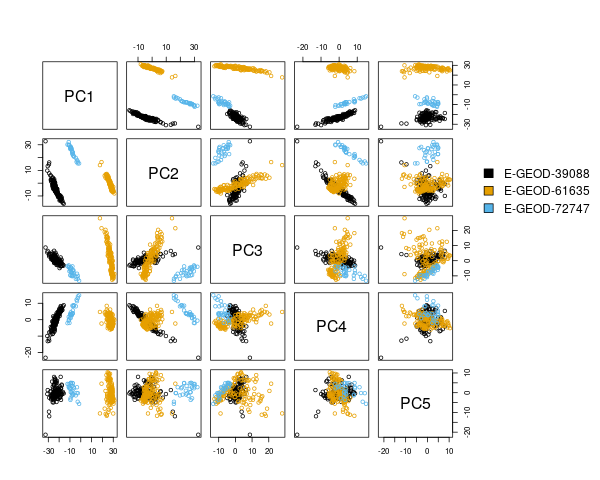 -10 10 30
-20 0 10
PC1
-30 -10 10 30
-10 10 30
PC2
E-GEOD-39088
E-GEOD-61635
E-GEOD-72747
PC3
-10 0 10 20
-20 0 10
PC4
PC5
-20 -10 0 5 10
-30 -10 10 30
-10 0 10 20
-20 -10 0 10